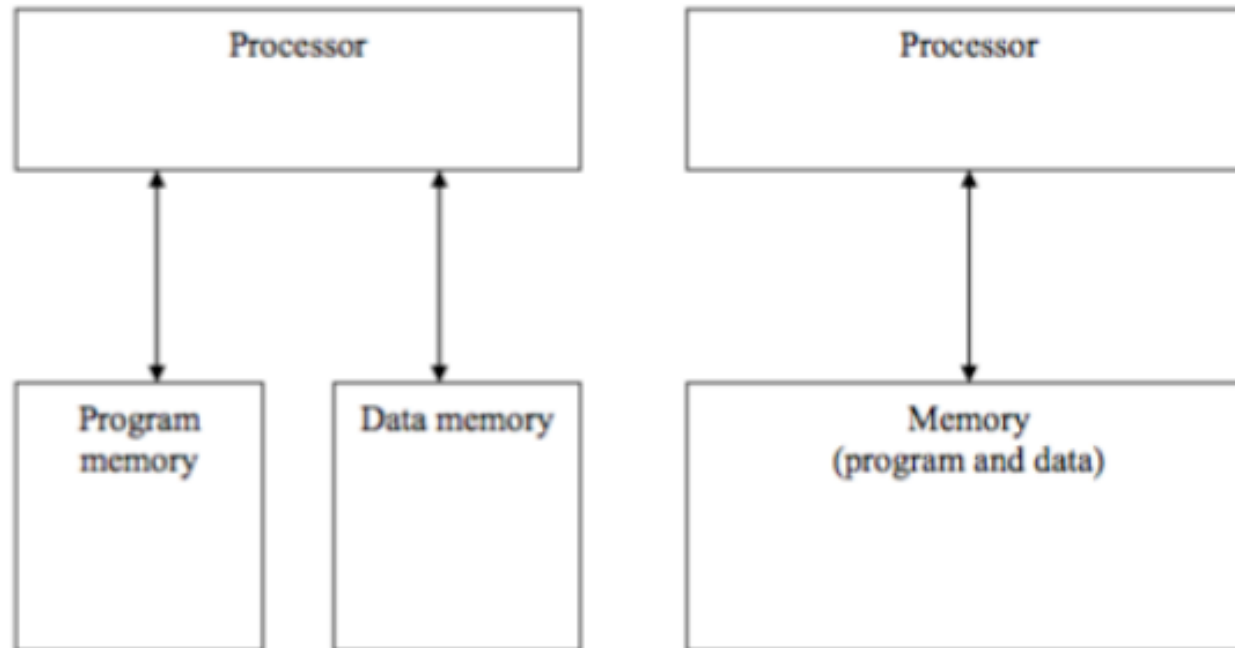 Processor
Program
memory
Data memory
Processor
Memory
(program and data)